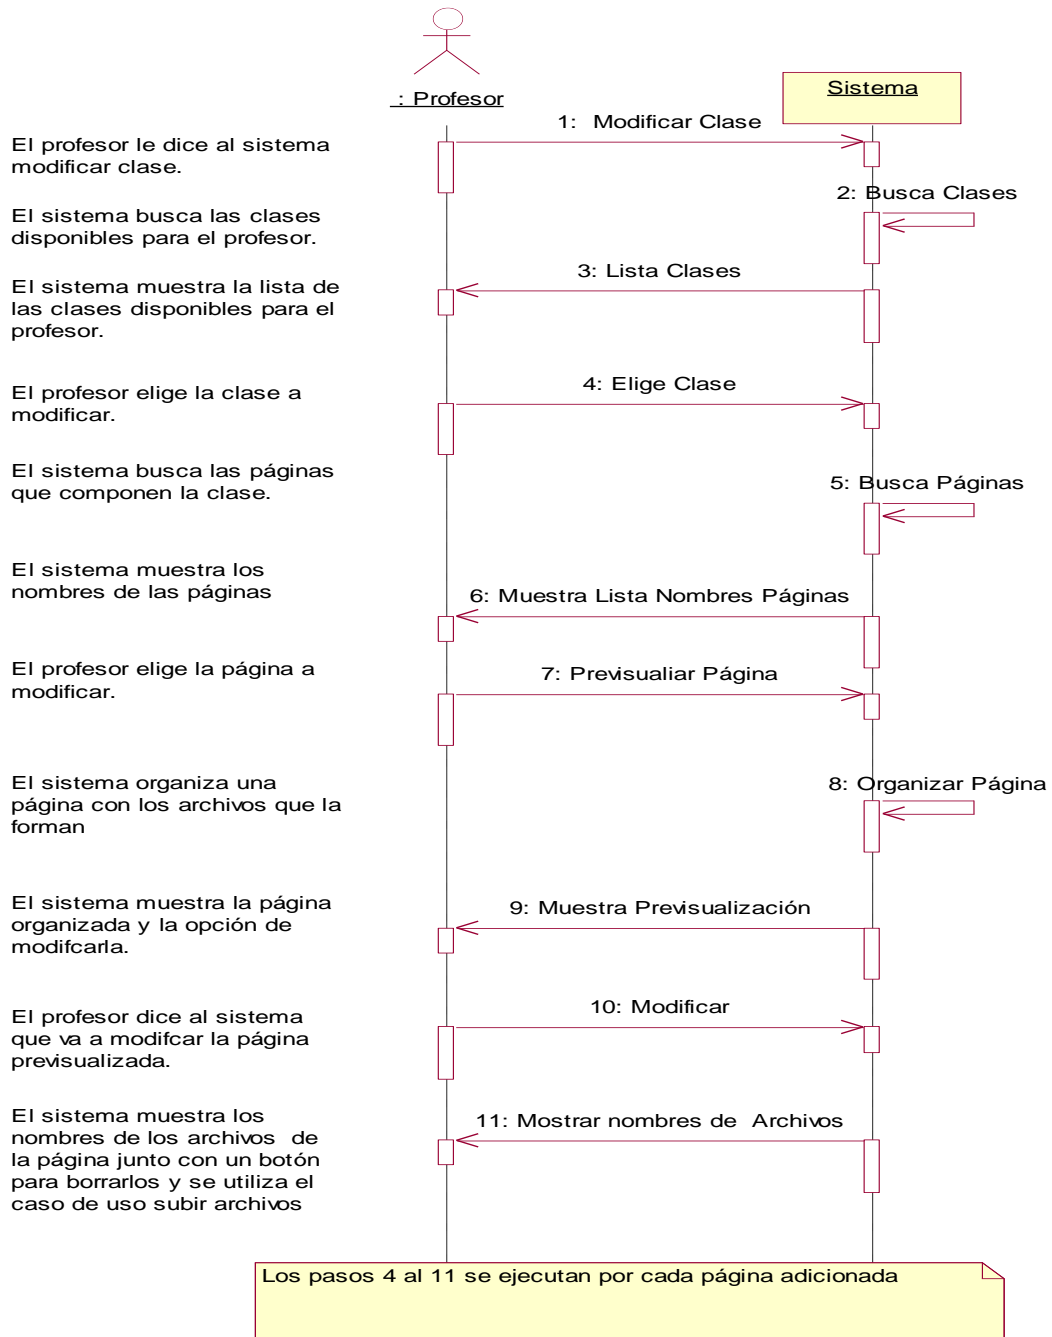 : Profesor
Sistema
1:  Modificar Clase
El profesor le dice al sistema
modificar clase.
2: Busca Clases
El sistema busca las clases
disponibles para el profesor.
3: Lista Clases
El sistema muestra la lista de
las clases disponibles para el
profesor.
4: Elige Clase
El profesor elige la clase a
modificar.
5: Busca Páginas
El sistema busca las páginas
que componen la clase.
6: Muestra Lista Nombres Páginas
El sistema muestra los
nombres de las páginas
7: Previsualiar Página
El profesor elige la página a
modificar.
8: Organizar Página
El sistema organiza una
página con los archivos que la
forman
9: Muestra Previsualización
El sistema muestra la página
organizada y la opción de
modifcarla.
10: Modificar
El profesor dice al sistema
que va a modifcar la página
previsualizada.
11: Mostrar nombres de  Archivos
El sistema muestra los
nombres de los archivos  de
la página junto con un botón
para borrarlos y se utiliza el
caso de uso subir archivos
Los pasos 4 al 11 se ejecutan por cada página adicionada